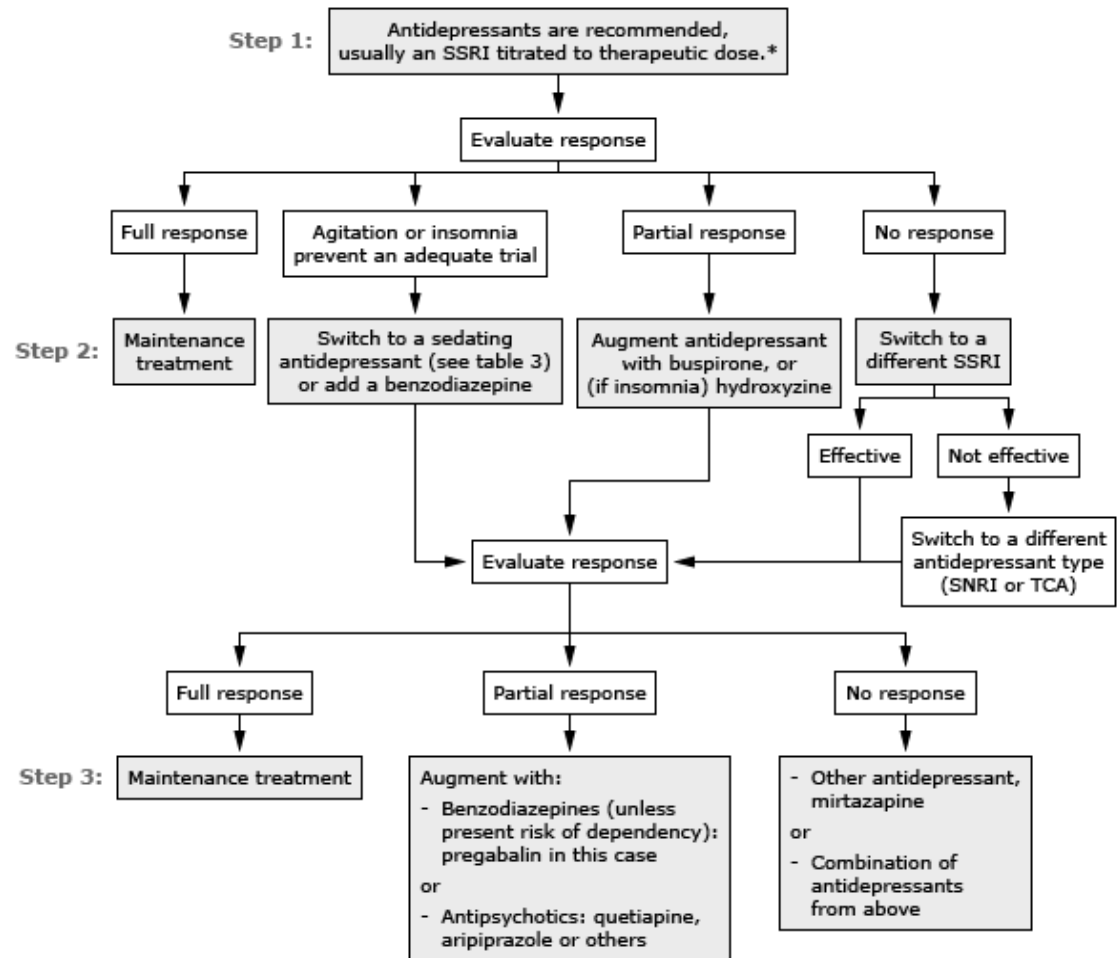 Step 1:
Antidepressants are recommended,
usually an SSRI titrated to therapeutic dose.*
Evaluate response
Full response
Agitation or insomnia
prevent an adequate trial
Partial response
No response
Step 2:
Maintenance
treatment
Switch to a sedating
antidepressant (see table 3)
or add a benzodiazepine
Augment antidepressant
with buspirone, or
(if insomnia) hydroxyzine
Switch to a
different SSRI
Effective
Not effective
Switch to a different
antidepressant type
(SNRI or TCA)
Evaluate response
Full response
Partial response
No response
Step 3:
Maintenance treatment
Augment with:
- Benzodiazepines (unless
present risk of dependency):
pregabalin in this case
or
- Antipsychotics: quetiapine,
aripiprazole or others
- Other antidepressant,
mirtazapine
or
- Combination of
antidepressants
from above